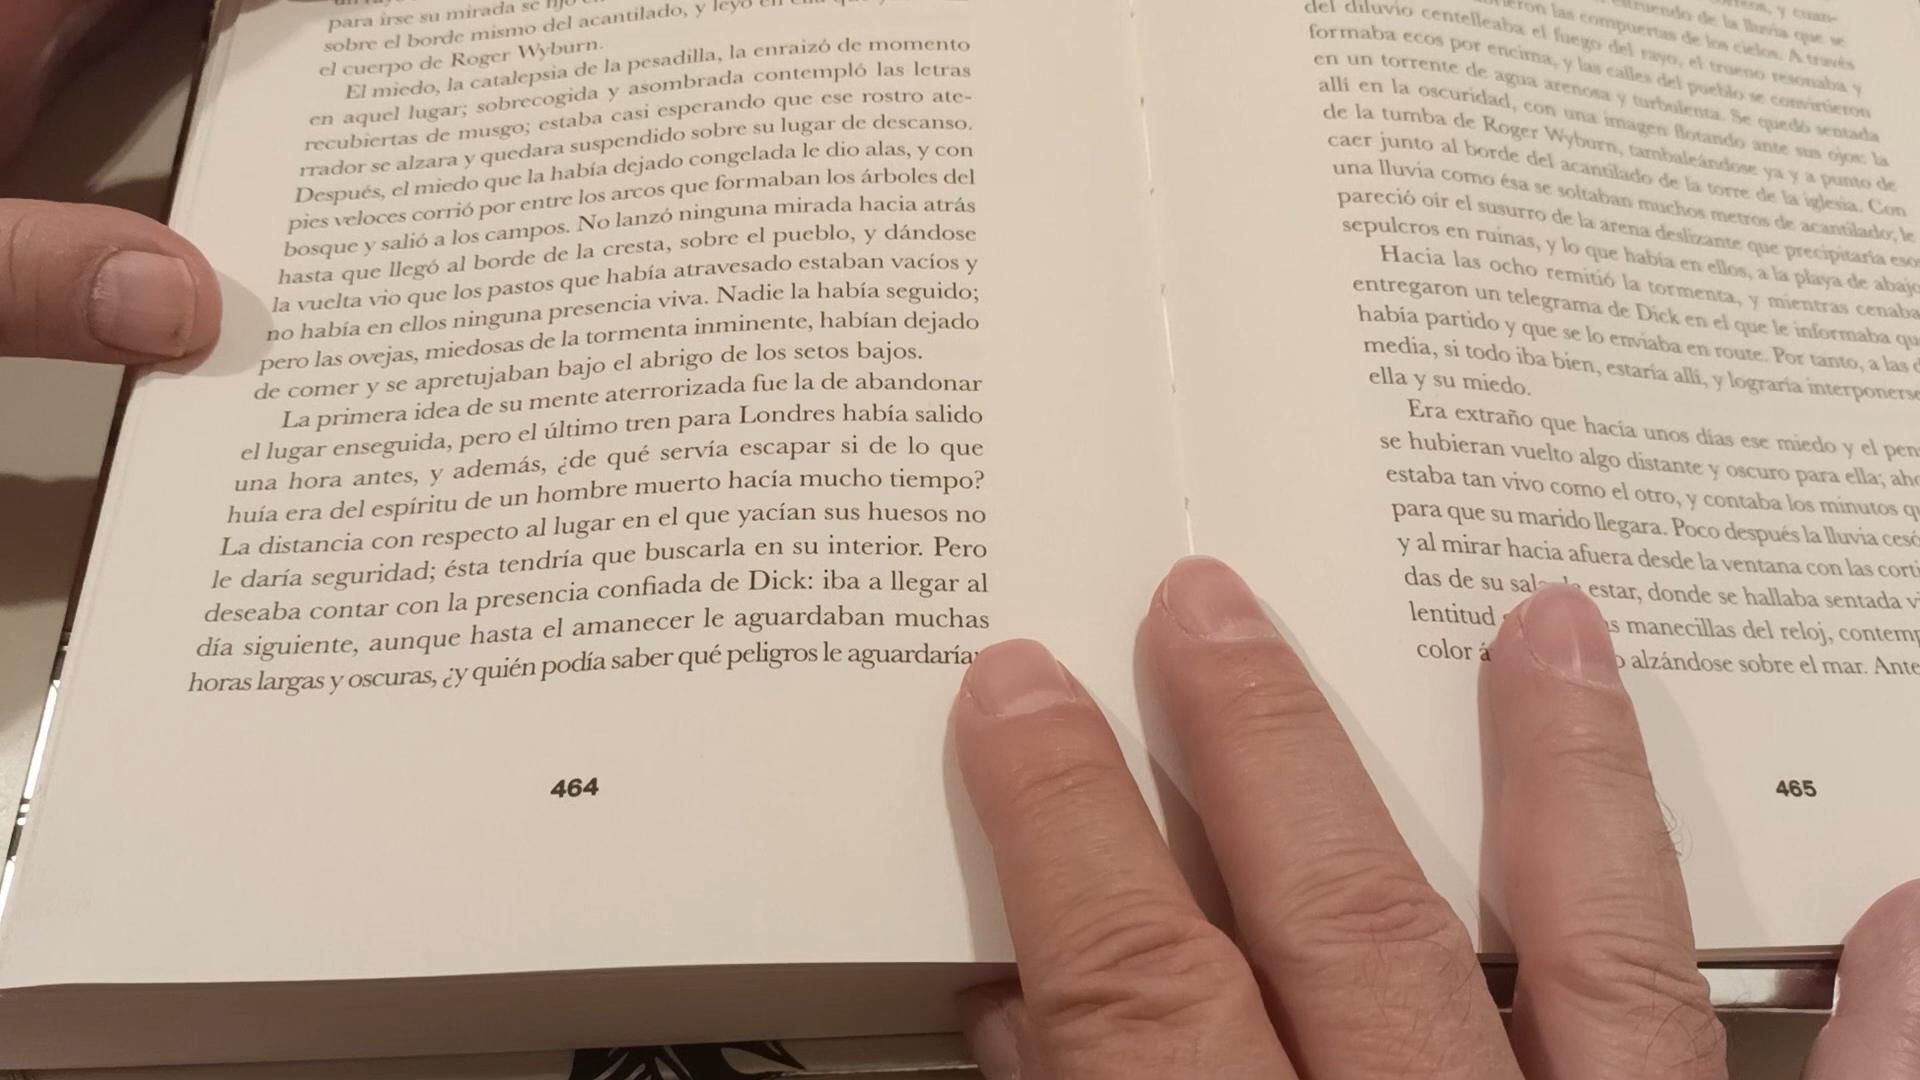 para irse su mirada se
sobre el borde mismo del acantilado, y leyó en
el cuerpo de Roger Wyburn.
El miedo, la catalepsia de la pesadilla, la enraizó de momento
en aquel lugar; sobrecogida y asombrada contempló las letras
recubiertas de musgo; estaba casi esperando que ese rostro ate-
rrador se alzara y quedara suspendido sobre su lugar de descanso.
Después, el miedo que la había dejado congelada le dio alas, y con
pies veloces corrió por entre los arcos que formaban los árboles del
bosque y salió a los campos. No lanzó ninguna mirada hacia atrás
hasta que llegó al borde de la cresta, sobre el pueblo, y dándose
la vuelta vio que los pastos que había atravesado estaban vacíos y
no había en ellos ninguna presencia viva. Nadie la había seguido;
pero las ovejas, miedosas de la tormenta inminente, habían dejado
de comer y se apretujaban bajo el abrigo de los setos bajos.
La primera idea de su mente aterrorizada fue la de abandonar
el lugar enseguida, pero el último tren para Londres había salido
una hora antes, y además, ¿de qué servía escapar si de lo que
huía era del espíritu de un hombre muerto hacía mucho tiempo?
La distancia con respecto al lugar en el que yacían sus huesos no
le daría seguridad; ésta tendría que buscarla en su interior. Pero
deseaba contar con la presencia confiada de Dick: iba a llegar al
día siguiente, aunque hasta el amanecer le aguardaban muchas
horas largas y oscuras, ¿y quién podía saber qué peligros le
464
estruendo de la lluvia que se
las compuertas de los cielos. A través
del diluvio centelleaba el fuego del rayo, el trueno resonaba y
formaba ecos por encima, y las calles del pueblo se convirtieron
en un torrente de agua arenosa y turbulenta. Se quedó sentada
allí en la oscuridad, con una imagen flotando ante sus ojos: la
de la tumba de Roger Wyburn, tambaleándose ya y a punto de
caer junto al borde del acantilado de la torre de la iglesia. Con
una lluvia como ésa se soltaban muchos metros de acantilado; le
pareció oír el susurro de la arena deslizante que precipitaría
sepulcros en ruinas, y lo que había en ellos, a la playa de abajo
Hacia las ocho remitió la tormenta, y mientras cenaba
entregaron un telegrama de Dick en el que le informaba
había partido y que se lo enviaba en route. Por tanto, a las
media, si todo iba bien, estaría allí, y lograría
ella y su miedo.
Era extraño que hacía unos días ese miedo y el
se hubieran vuelto algo distante y oscuro para ella;
estaba tan vivo como el otro, y contaba los minutos
para que su marido llegara. Poco después la lluvia cesó
y al mirar hacia afuera desde la ventana con las
das de su estar, donde se hallaba sentada
lentitud manecillas del reloj,
color alzándose sobre el mar.
465